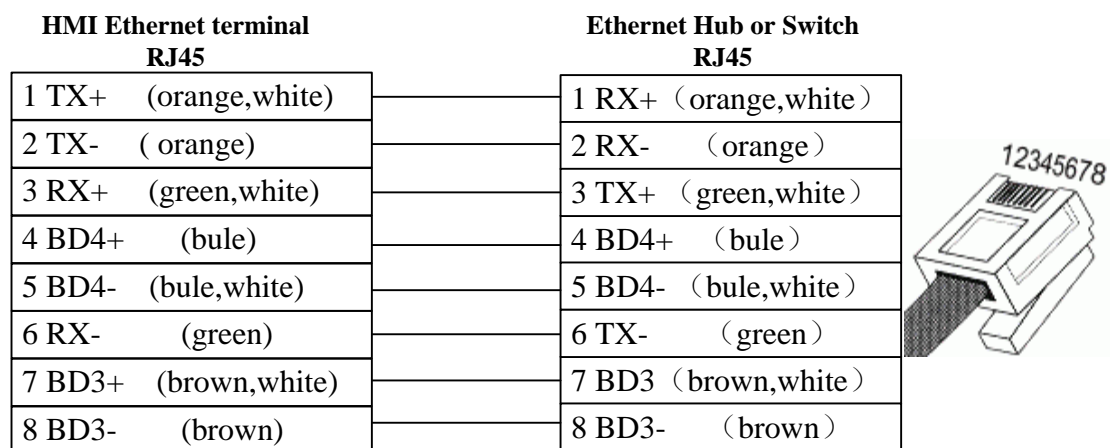 HMI Ethernet terminal
RJ45
1 TX+ (orange,white)
2 TX- ( orange)
3 RX+ (green,white)
4 BD4+ (bule)
5 BD4- (bule,white)
6 RX- (green)
7 BD3+ (brown,white)
8 BD3- (brown)
Ethernet Hub or Switch
RJ45
1 RX+（orange,white）
2 RX- （orange）
3 TX+（green,white）
4 BD4+ （bule）
5 BD4-（bule,white）
6 TX- （green）
7 BD3（brown,white）
8 BD3- （brown）
12345678